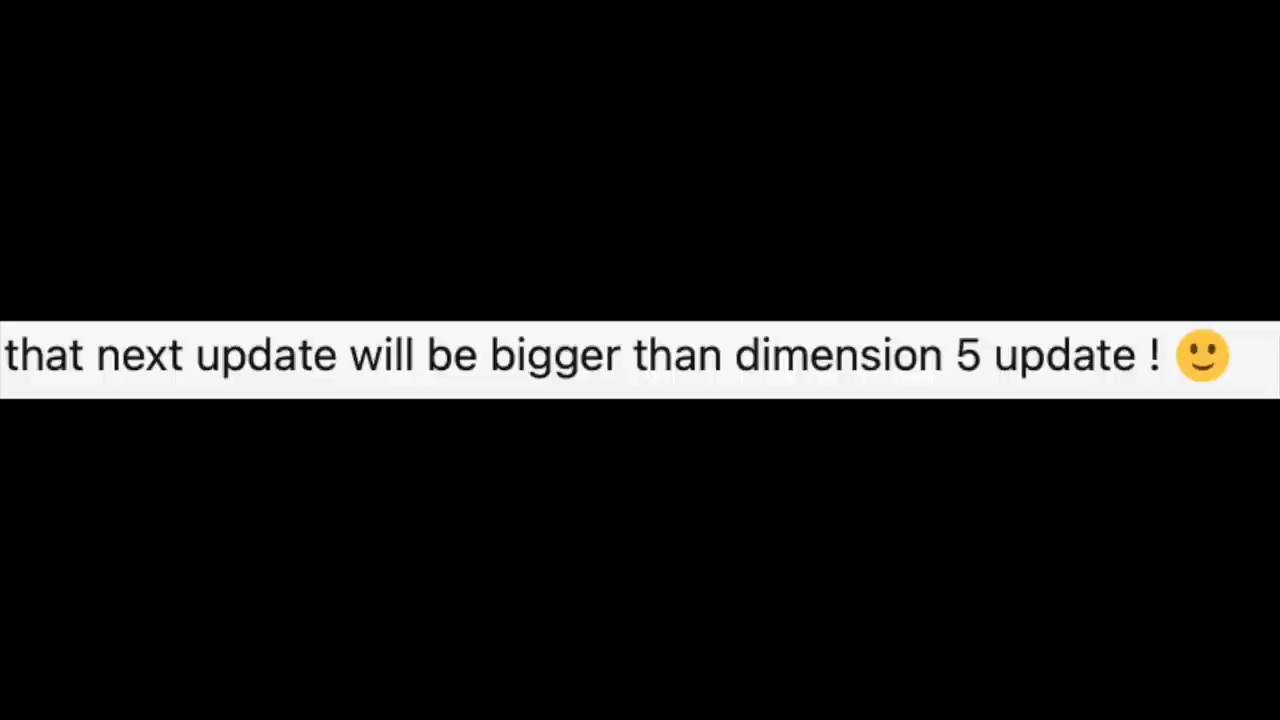 that next update will be bigger than dimension 5 update ! 🙂